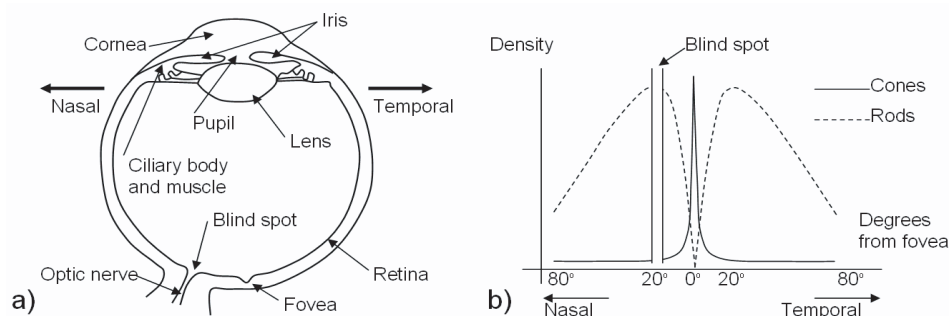 Iris
Cornea
Nasal
Temporal
Pupil
Lens
Ciliary body
and muscle
Blind spot
Optic nerve
Retina
Fovea
a)
Blind spot
Density
Cones
Rods
Degrees
from fovea
80° 20° 0° 20° 80°
Nasal
Temporal
b)